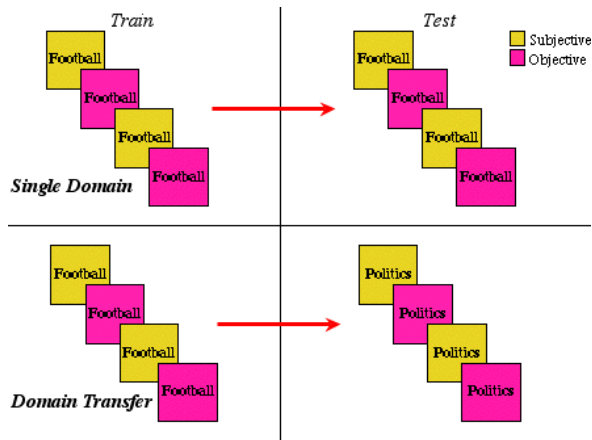 Train
Test
Subjective
Objective
Football
Football
Football
Football
Football
Football
Football
Football
Single Domain
Football
Politics
Football
Politics
Football
Politics
Football
Politics
Domain Transfer